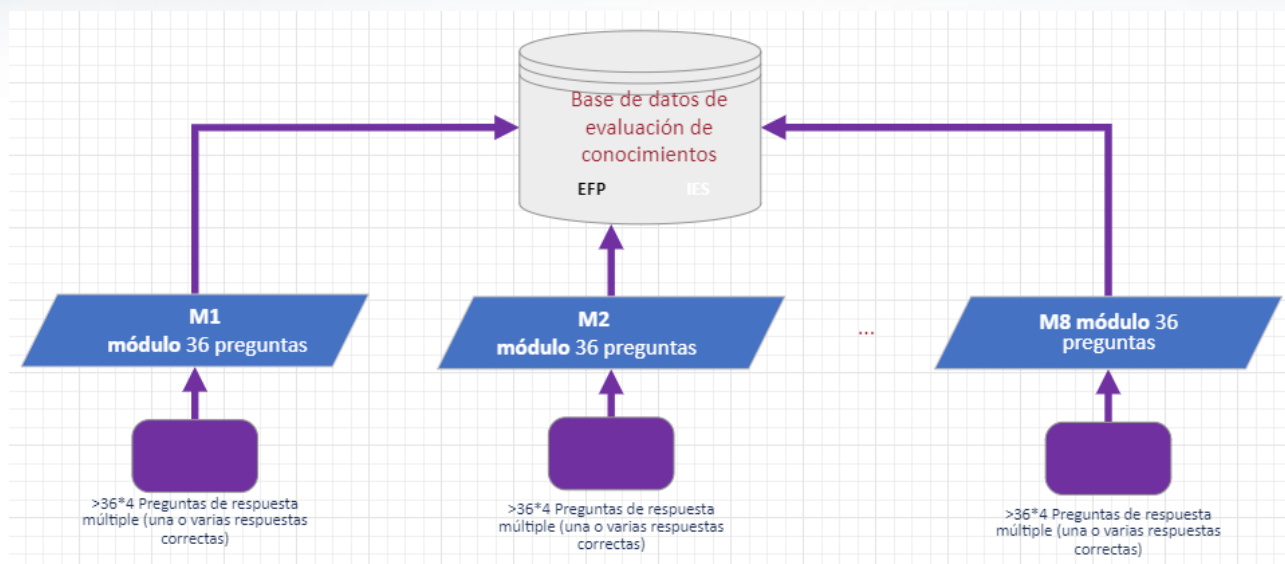 Base de datos de
evaluación de
conocimientos
EFP IES
M1
módulo 36 preguntas
M2
módulo 36 preguntas
...
M8 módulo 36
preguntas
>36*4 Preguntas de respuesta
múltiple (una o varias respuestas
correctas)
>36*4 Preguntas de respuesta
múltiple (una o varias respuestas
correctas)
>36*4 Preguntas de respuesta
múltiple (una o varias respuestas
correctas)